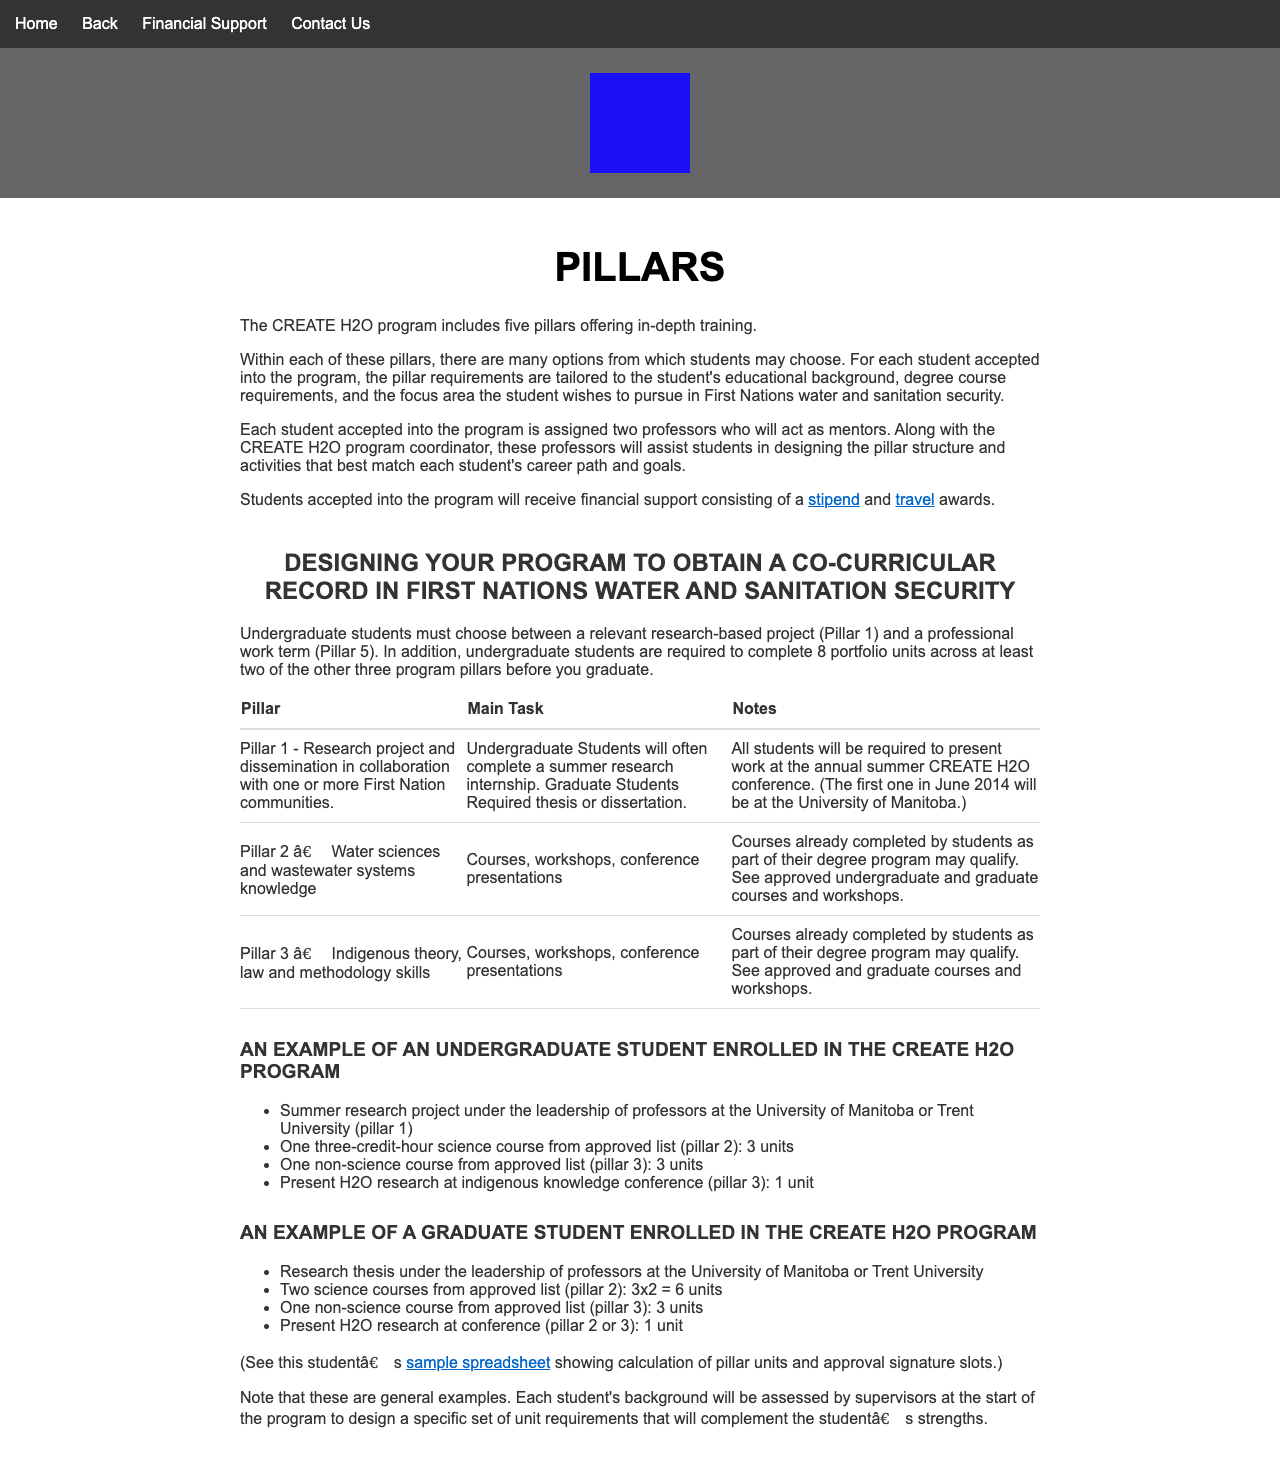 Home Back Financial Support Contact Us
PILLARS
The CREATE H2O program includes five pillars offering in-depth training.
Within each of these pillars, there are many options from which students may choose. For each student accepted
into the program, the pillar requirements are tailored to the student's educational background, degree course
requirements, and the focus area the student wishes to pursue in First Nations water and sanitation security.
Each student accepted into the program is assigned two professors who will act as mentors. Along with the
CREATE H2O program coordinator, these professors will assist students in designing the pillar structure and
activities that best match each student's career path and goals.
Students accepted into the program will receive financial support consisting of a stipend and travel awards.
DESIGNING YOUR PROGRAM TO OBTAIN A CO-CURRICULAR
RECORD IN FIRST NATIONS WATER AND SANITATION SECURITY
Undergraduate students must choose between a relevant research-based project (Pillar 1) and a professional
work term (Pillar 5). In addition, undergraduate students are required to complete 8 portfolio units across at least
two of the other three program pillars before you graduate.
Pillar Main Task Notes
Pillar 1 - Research project and
dissemination in collaboration
with one or more First Nation
communities.
Undergraduate Students will often
complete a summer research
internship. Graduate Students
Required thesis or dissertation.
All students will be required to present
work at the annual summer CREATE H2O
conference. (The first one in June 2014 will
be at the University of Manitoba.)
Pillar 2 â€ Water sciences
and wastewater systems
knowledge
Courses, workshops, conference
presentations
Courses already completed by students as
part of their degree program may qualify.
See approved undergraduate and graduate
courses and workshops.
Pillar 3 â€ Indigenous theory,
law and methodology skills
Courses, workshops, conference
presentations
Courses already completed by students as
part of their degree program may qualify.
See approved and graduate courses and
workshops.
AN EXAMPLE OF AN UNDERGRADUATE STUDENT ENROLLED IN THE CREATE H2O
PROGRAM
• Summer research project under the leadership of professors at the University of Manitoba or Trent
University (pillar 1)
• One three-credit-hour science course from approved list (pillar 2): 3 units
• One non-science course from approved list (pillar 3): 3 units
• Present H2O research at indigenous knowledge conference (pillar 3): 1 unit
AN EXAMPLE OF A GRADUATE STUDENT ENROLLED IN THE CREATE H2O PROGRAM
• Research thesis under the leadership of professors at the University of Manitoba or Trent University
• Two science courses from approved list (pillar 2): 3x2 = 6 units
• One non-science course from approved list (pillar 3): 3 units
• Present H2O research at conference (pillar 2 or 3): 1 unit
(See this studentâ€ s sample spreadsheet showing calculation of pillar units and approval signature slots.)
Note that these are general examples. Each student's background will be assessed by supervisors at the start of
the program to design a specific set of unit requirements that will complement the studentâ€ s strengths.